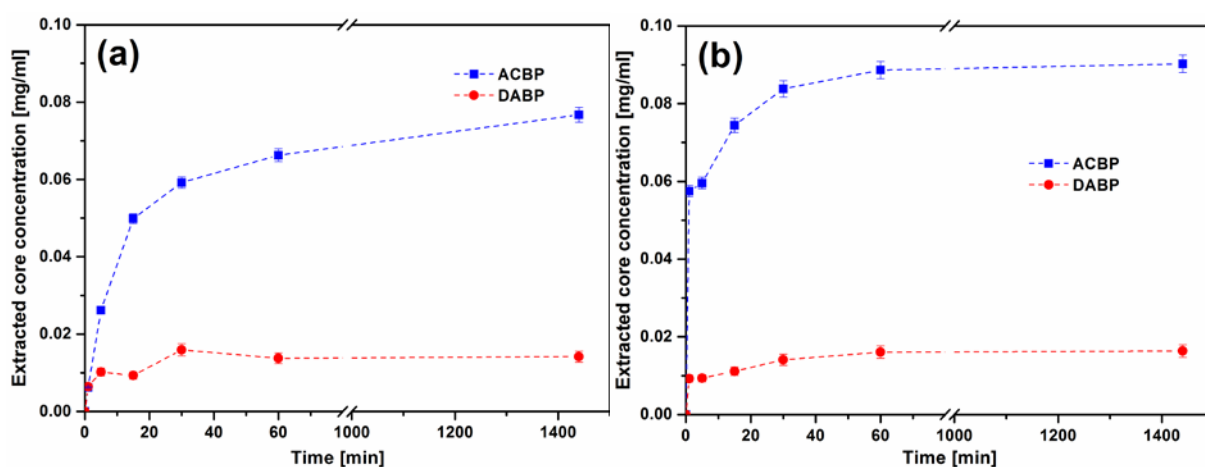 (a)
Extracted core concentration [mg/ml]
0.10
0.08
0.06
0.04
0.02
0.00
ACBP
DABP
0 20 40 60 1000 1200 1400
Time [min]
(b)
Extracted core concentration [mg/ml]
0.10
0.08
0.06
0.04
0.02
0.00
ACBP
DABP
0 20 40 60 80 1000 1200 1400
Time [min]